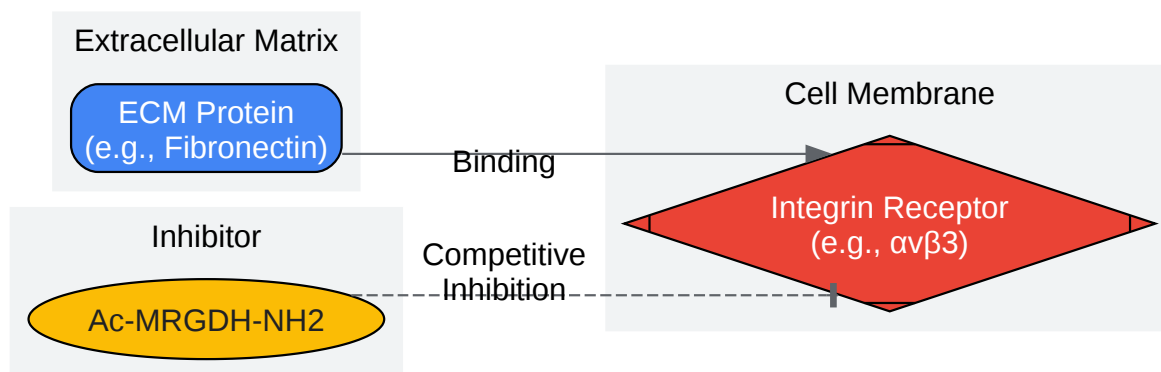 Extracellular Matrix
ECM Protein
(e.g., Fibronectin)
Binding
Cell Membrane
Integrin Receptor
(e.g., αvβ3)
Inhibitor
Ac-MRGDH-NH2
Competitive
Inhibition